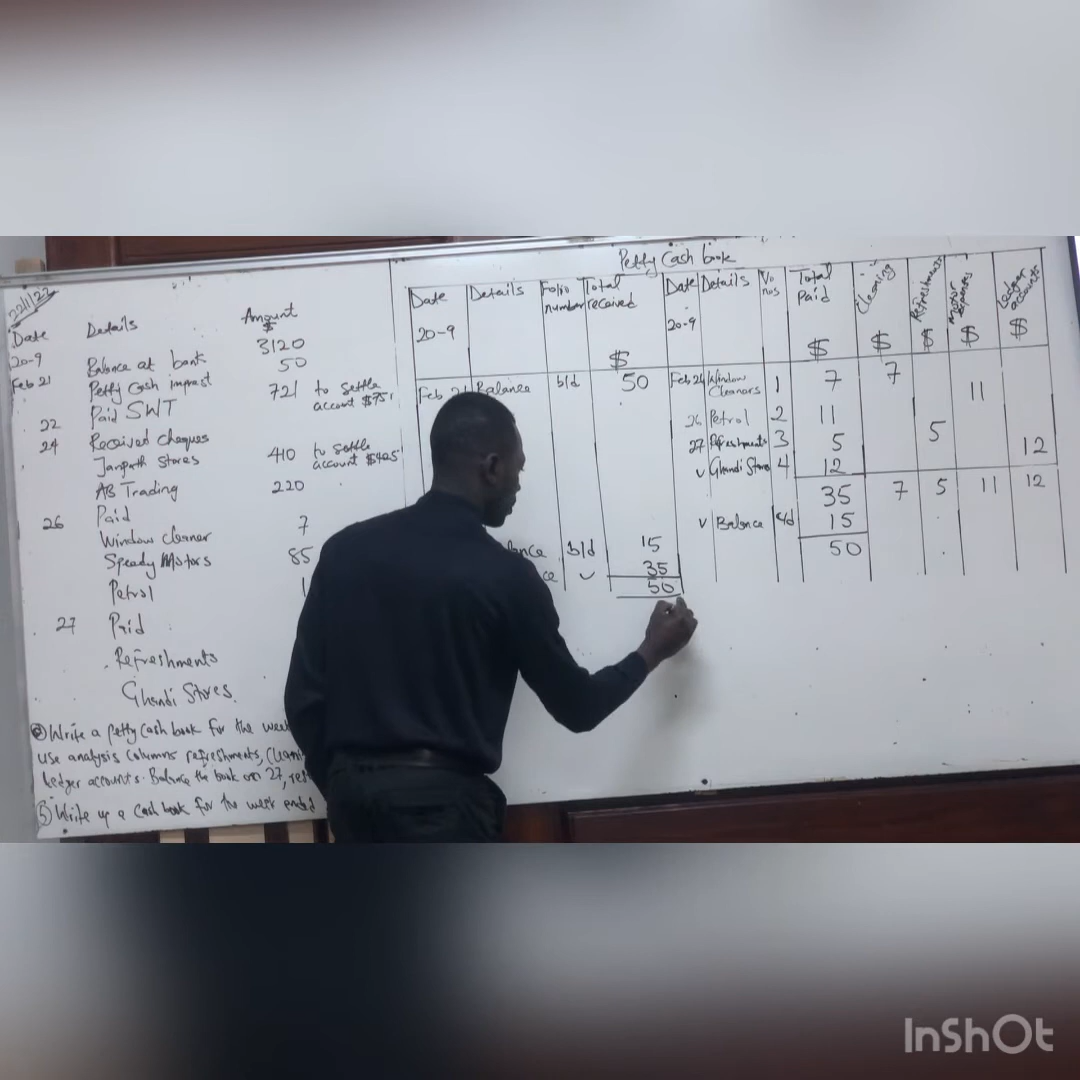 22/11/22
Date Details Amount
$
20-9 Balance at bank 3120
Feb 21 Petty cash imprest 50
22 Paid SWT 721 to settle
account
24 Received cheques
Janpath Stores 410 to settle
account
AB Trading 220
26 Paid
Window cleaner 7
Speedy Motors 85
Petrol
27 Paid
Refreshments
Ghandi Stores.
Write a petty cash book for the week
use analysis columns refreshments,
ledger accounts. Balance the book on 27,
b) Write up a cash book for the week ended
Petty Cash book
Date Details Folio number Total received Date Details Vo nos Total Paid Cleaning Refreshments motor expenses Ledger accounts
20-9 $ 20-9 $ $ $ $ $
Balance b/d 50 Window Cleaners 1 7 7
26 Petrol 2 11 11
27 Refreshments 3 5 5
Ghandi Stores 4 12 12
35 7 5 11 12
Balance c/d 15
50
b/d 15
35
50
InShOt